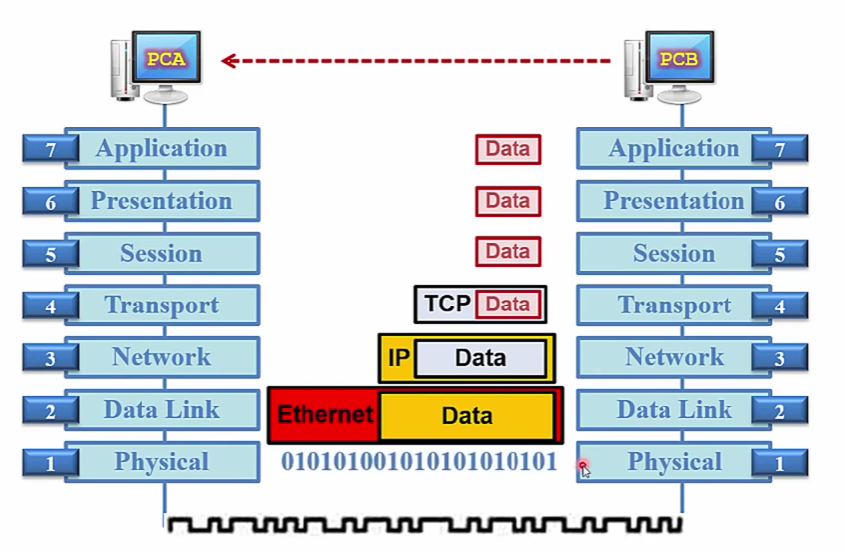 PCA PCB
7 Application Data Application 7
6 Presentation Data Presentation 6
5 Session Data Session 5
4 Transport TCP Data Transport 4
3 Network IP Data Network 3
2 Data Link Ethernet Data Data Link 2
1 Physical 010101001010101010101 Physical 1